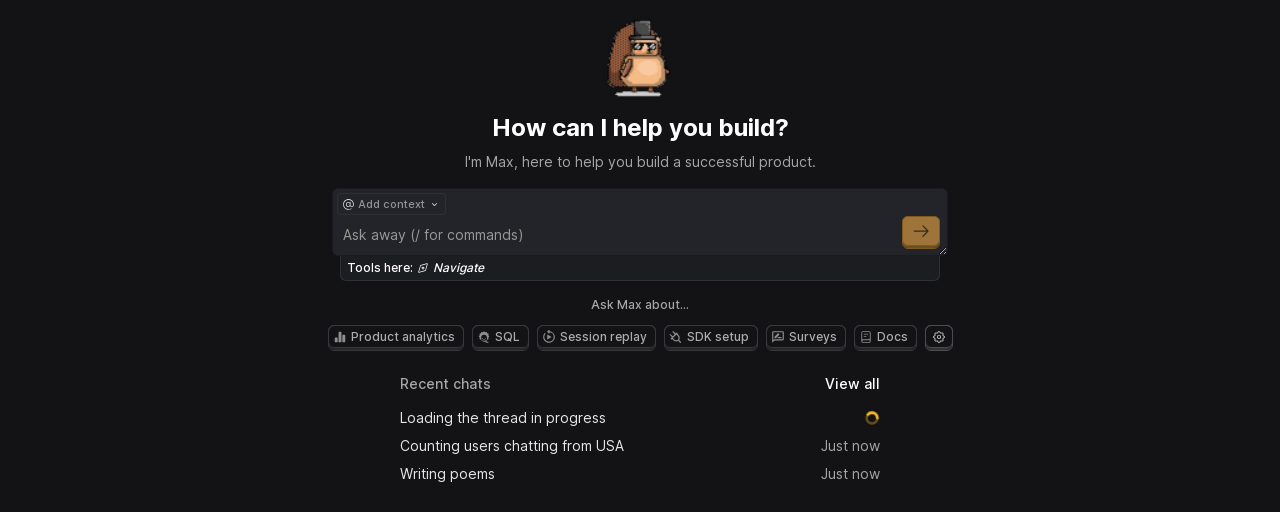 How can I help you build?
I'm Max, here to help you build a successful product.
@ Add context
Ask away (/ for commands)
Tools here: Navigate
Ask Max about...
Product analytics SQL Session replay SDK setup Surveys Docs
Recent chats View all
Loading the thread in progress
Counting users chatting from USA Just now
Writing poems Just now